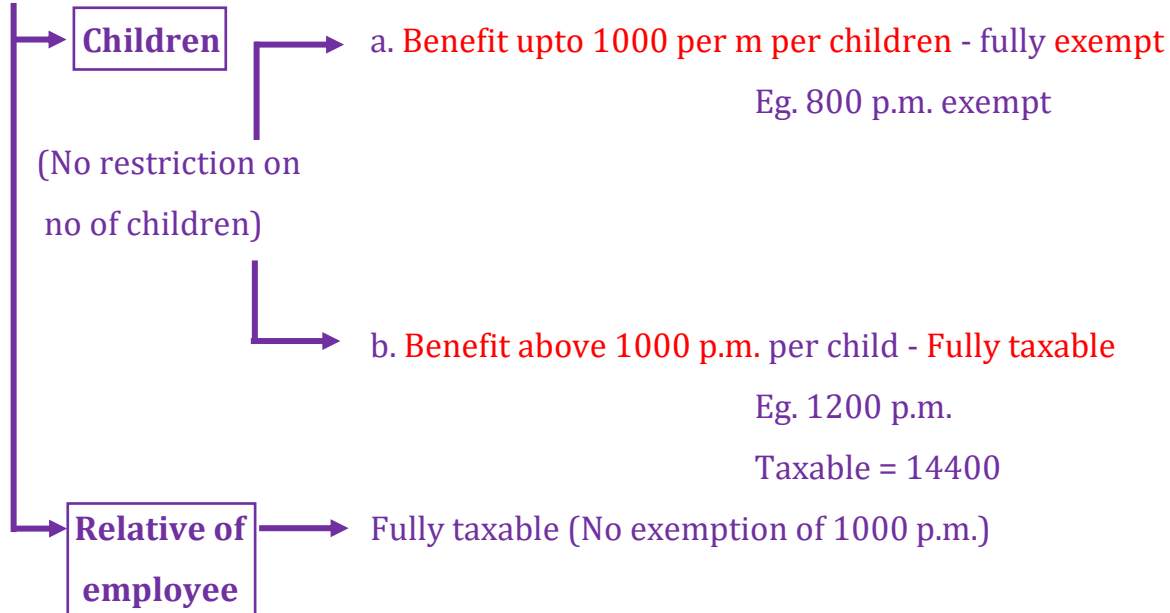 Children
a. Benefit upto 1000 per m per children - fully exempt
Eg. 800 p.m. exempt
(No restriction on
no of children)
b. Benefit above 1000 p.m. per child - Fully taxable
Eg. 1200 p.m.
Taxable = 14400
Relative of
employee
Fully taxable (No exemption of 1000 p.m.)